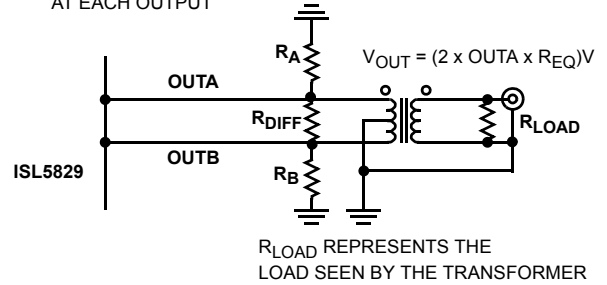 AT EACH OUTPUT
RA
VOUT = (2 x OUTA x REQ)V
OUTA
RDIFF
RLOAD
OUTB
ISL5829
RB
RLOAD REPRESENTS THE
LOAD SEEN BY THE TRANSFORMER